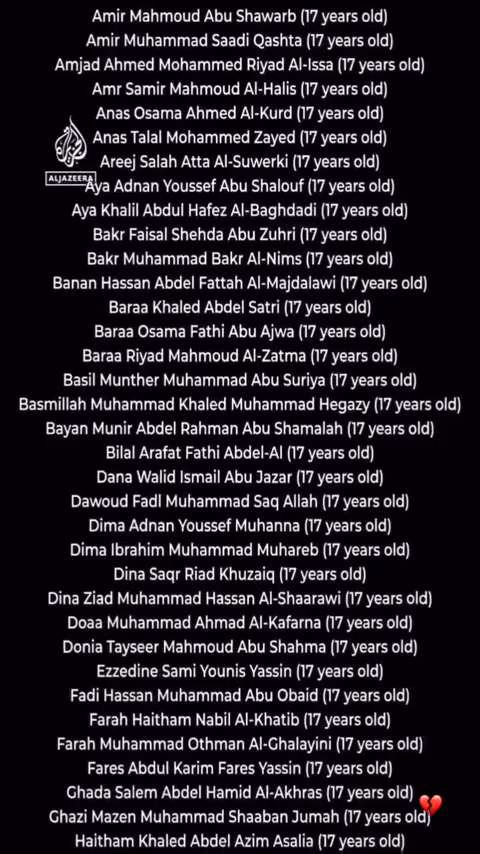 Amir Mahmoud Abu Shawarb (17 years old)
Amir Muhammad Saadi Qashta (17 years old)
Amjad Ahmed Mohammed Riyad Al-Issa (17 years old)
Amr Samir Mahmoud Al-Halis (17 years old)
Anas Osama Ahmed Al-Kurd (17 years old)
Anas Talal Mohammed Zayed (17 years old)
Areej Salah Atta Al-Suwerki (17 years old)
ALJAZEERA
Aya Adnan Youssef Abu Shalouf (17 years old)
Aya Khalil Abdul Hafez Al-Baghdadi (17 years old)
Bakr Faisal Shehda Abu Zuhri (17 years old)
Bakr Muhammad Bakr Al-Nims (17 years old)
Banan Hassan Abdel Fattah Al-Majdalawi (17 years old)
Baraa Khaled Abdel Satri (17 years old)
Baraa Osama Fathi Abu Ajwa (17 years old)
Baraa Riyad Mahmoud Al-Zatma (17 years old)
Basil Munther Muhammad Abu Suriya (17 years old)
Basmillah Muhammad Khaled Muhammad Hegazy (17 years old)
Bayan Munir Abdel Rahman Abu Shamalah (17 years old)
Bilal Arafat Fathi Abdel-Al (17 years old)
Dana Walid Ismail Abu Jazar (17 years old)
Dawoud Fadl Muhammad Saq Allah (17 years old)
Dima Adnan Youssef Muhanna (17 years old)
Dima Ibrahim Muhammad Muhareb (17 years old)
Dina Saqr Riad Khuzaiq (17 years old)
Dina Ziad Muhammad Hassan Al-Shaarawi (17 years old)
Doaa Muhammad Ahmad Al-Kafarna (17 years old)
Donia Tayseer Mahmoud Abu Shahma (17 years old)
Ezzedine Sami Younis Yassin (17 years old)
Fadi Hassan Muhammad Abu Obaid (17 years old)
Farah Haitham Nabil Al-Khatib (17 years old)
Farah Muhammad Othman Al-Ghalayini (17 years old)
Fares Abdul Karim Fares Yassin (17 years old)
Ghada Salem Abdel Hamid Al-Akhras (17 years old)
Ghazi Mazen Muhammad Shaaban Jumah (17 years old)
Haitham Khaled Abdel Azim Asalia (17 years old)